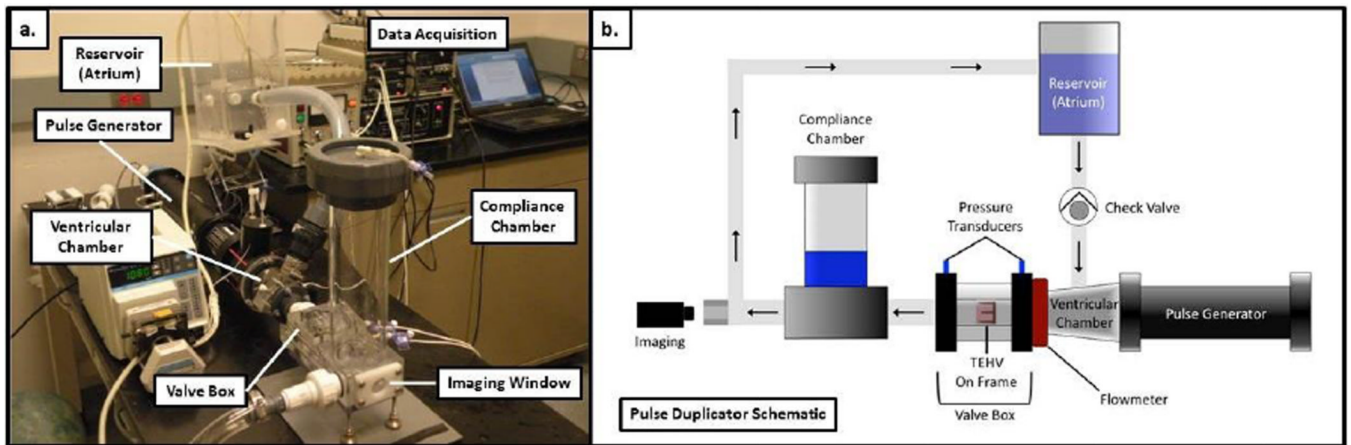 a.
Data Acquisition
Reservoir
(Atrium)
Pulse Generator
Ventricular
Chamber
Compliance
Chamber
Valve Box
Imaging Window
1080
b.
Reservoir
(Atrium)
Compliance
Chamber
Check Valve
Pressure
Transducers
Ventricular
Chamber
Pulse Generator
Imaging
TEHV
On Frame
Valve Box
Flowmeter
Pulse Duplicator Schematic